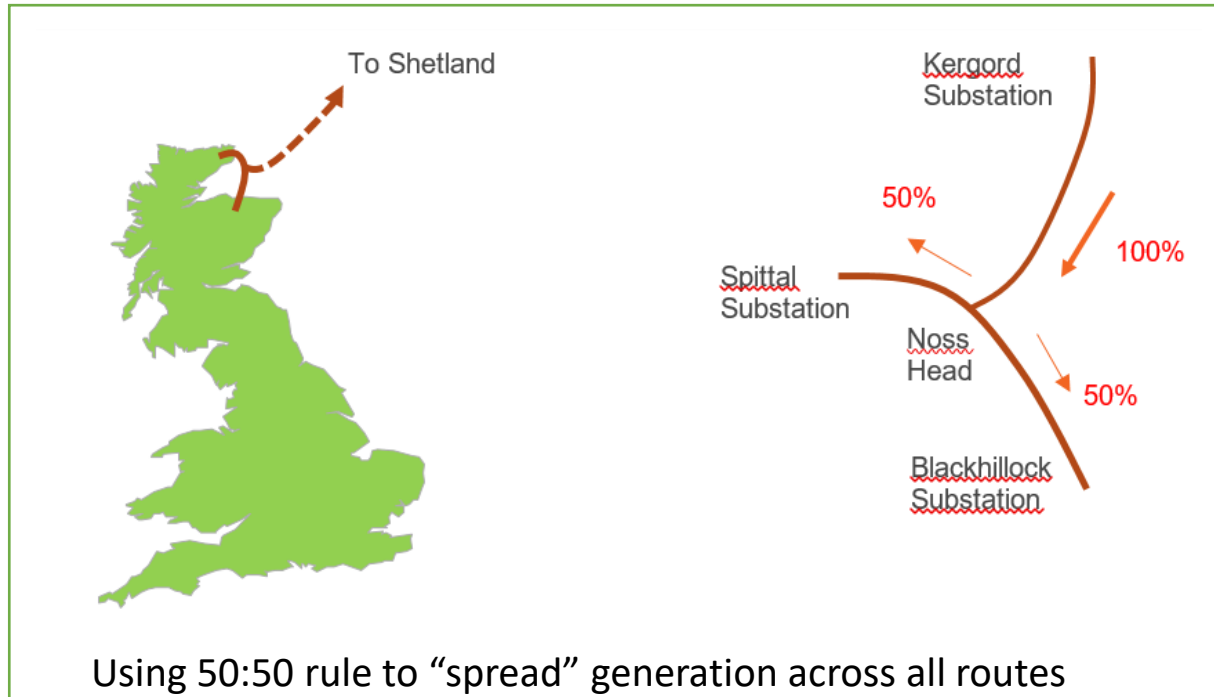 To Shetland
Kergord
Substation
50%
100%
Spittal
Substation
Noss
Head
50%
Blackhillock
Substation
Using 50:50 rule to “spread” generation across all routes